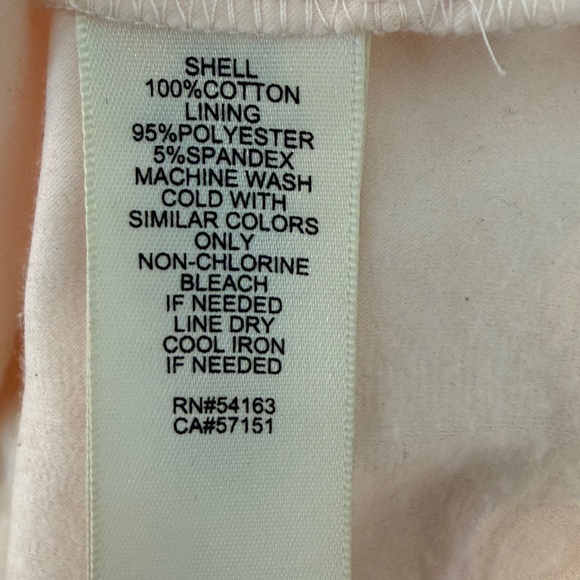 SHELL
100%COTTON
LINING
95%POLYESTER
5%SPANDEX
MACHINE WASH
COLD WITH
SIMILAR COLORS
ONLY
NON-CHLORINE
BLEACH
IF NEEDED
LINE DRY
COOL IRON
IF NEEDED
RN#54163
CA#57151